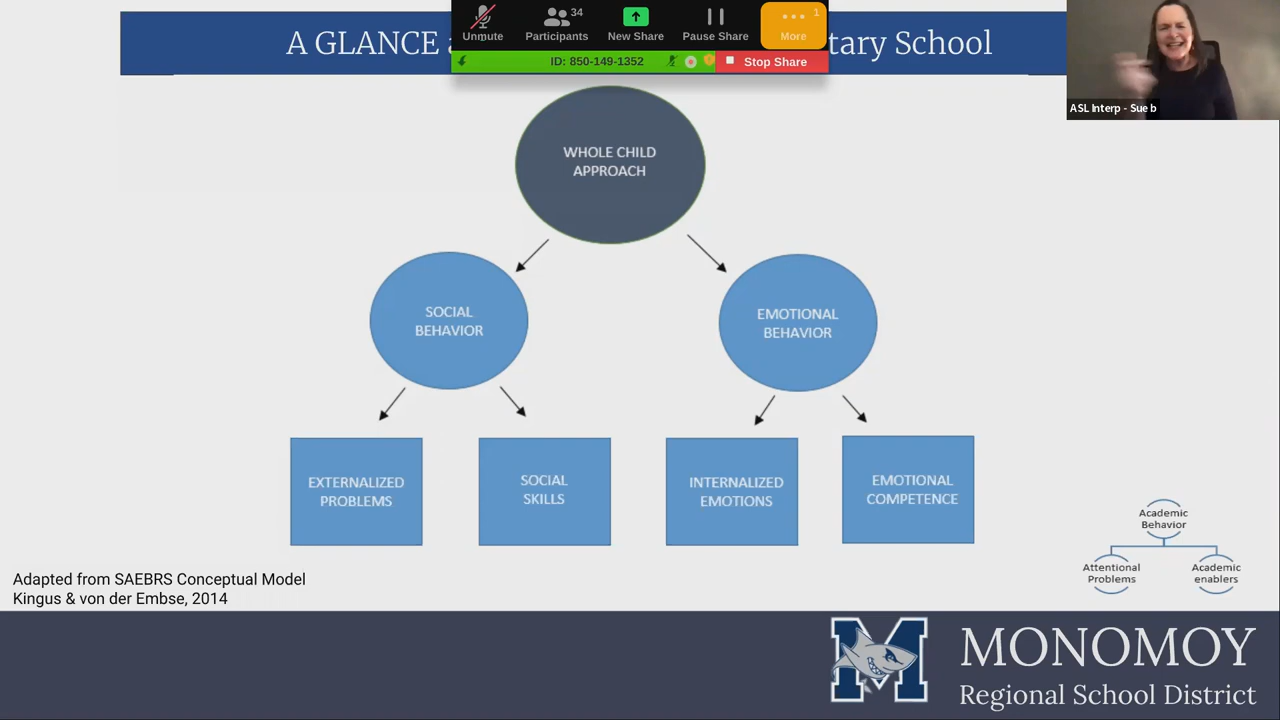 A GLANCE
tary School
Unmute
Participants
34
New Share
Pause Share
More
1
ID: 850-149-1352
Stop Share
ASL Interp - Sue b
WHOLE CHILD
APPROACH
SOCIAL
BEHAVIOR
EMOTIONAL
BEHAVIOR
EXTERNALIZED
PROBLEMS
SOCIAL
SKILLS
INTERNALIZED
EMOTIONS
EMOTIONAL
COMPETENCE
Academic
Behavior
Attentional
Problems
Academic
enablers
Adapted from SAEBRS Conceptual Model
Kingus & von der Embse, 2014
M
MONOMOY
Regional School District